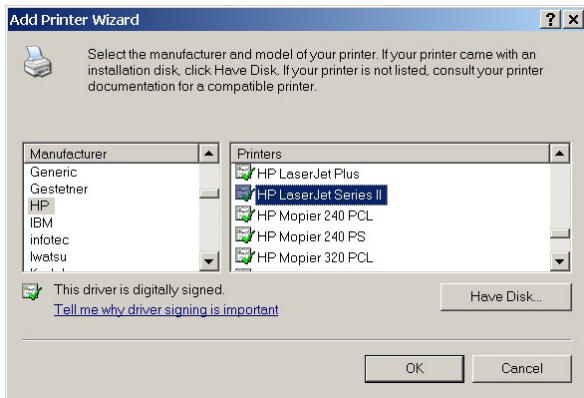 Add Printer Wizard
Select the manufacturer and model of your printer. If your printer came with an
installation disk, click Have Disk. If your printer is not listed, consult your printer
documentation for a compatible printer.
Manufacturer
Generic
Gestetner
HP
IBM
infotec
Iwatsu
Printers
HP LaserJet Plus
HP LaserJet Series II
HP Mopier 240 PCL
HP Mopier 240 PS
HP Mopier 320 PCL
This driver is digitally signed.
Tell me why driver signing is important
Have Disk...
OK
Cancel